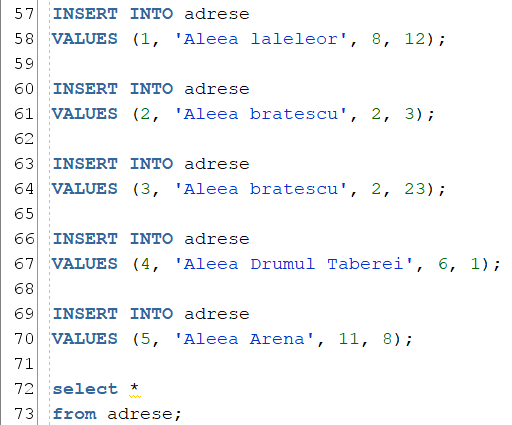 57 INSERT INTO adrese
58 VALUES (1, 'Aleea laleleor', 8, 12);
59
60 INSERT INTO adrese
61 VALUES (2, 'Aleea bratescu', 2, 3);
62
63 INSERT INTO adrese
64 VALUES (3, 'Aleea bratescu', 2, 23);
65
66 INSERT INTO adrese
67 VALUES (4, 'Aleea Drumul Taberei', 6, 1);
68
69 INSERT INTO adrese
70 VALUES (5, 'Aleea Arena', 11, 8);
71
72 select *
73 from adrese;